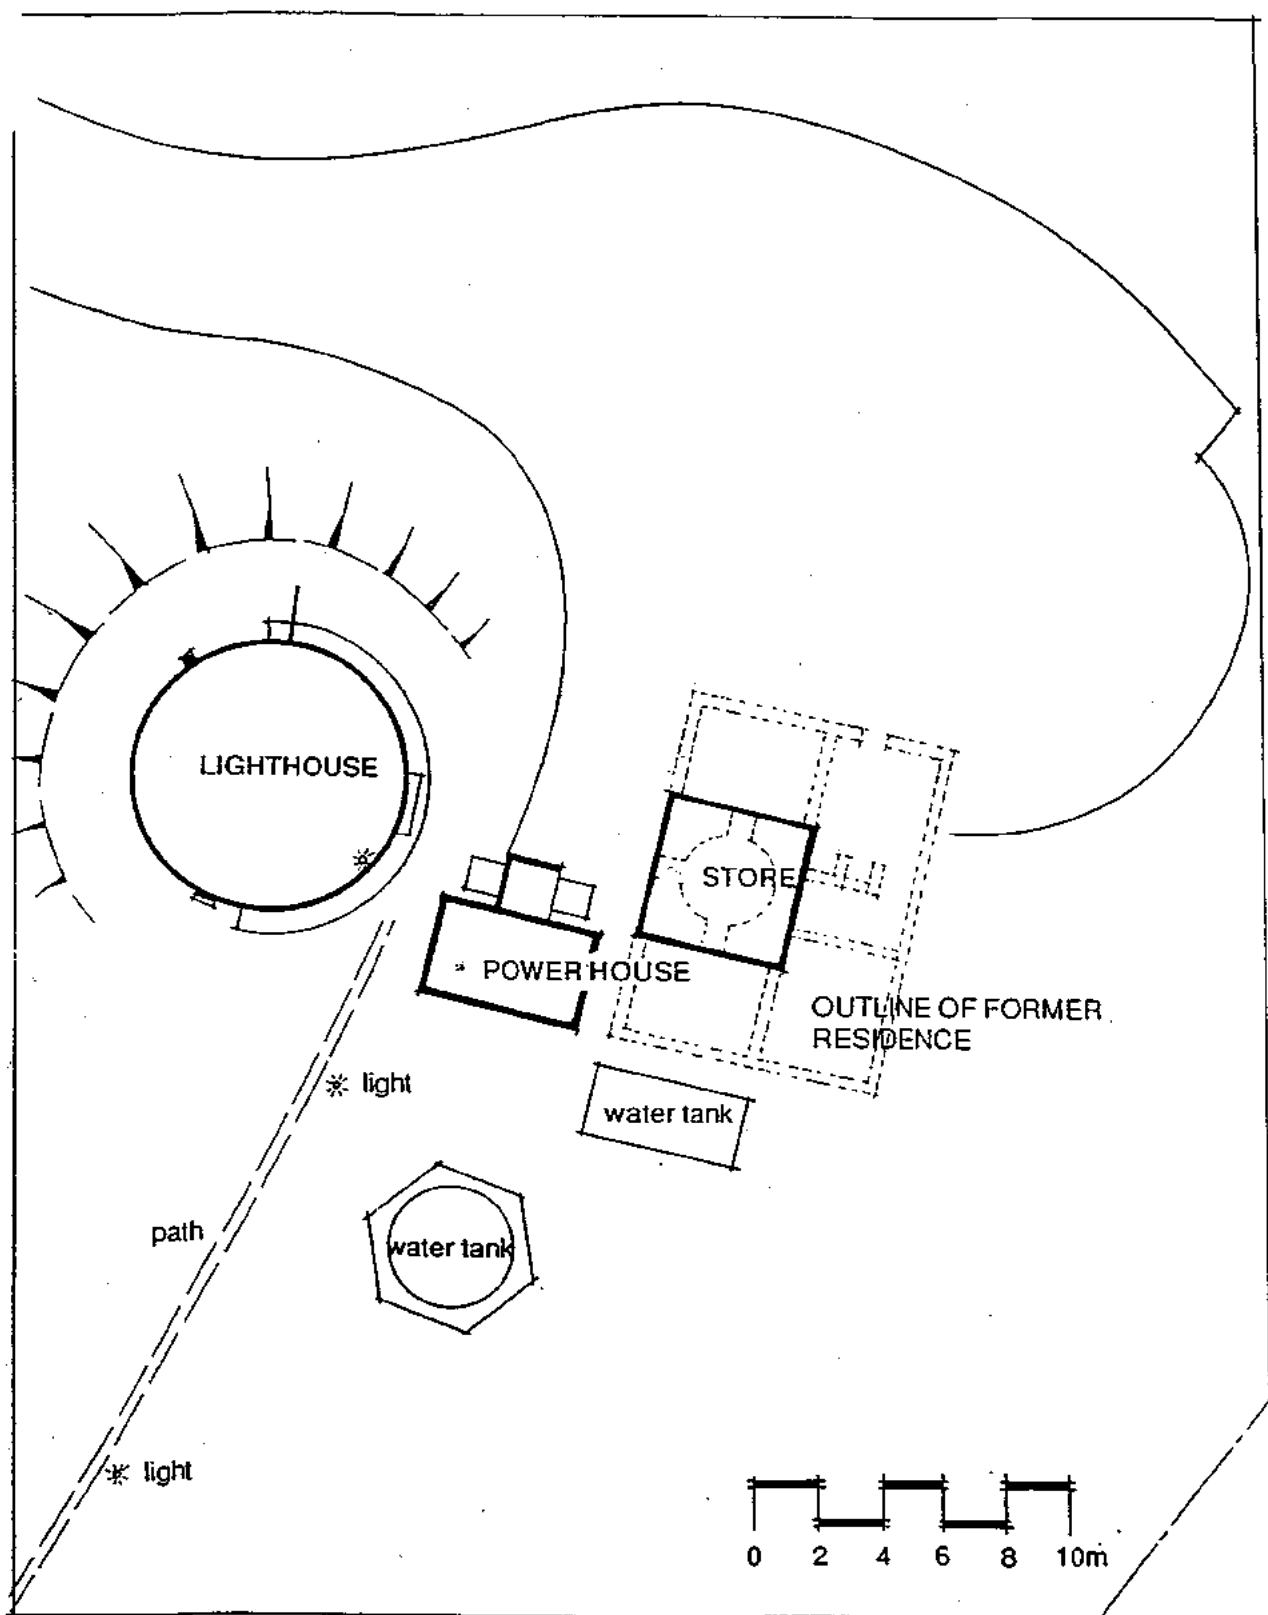 LIGHTHOUSE
STORE
POWER HOUSE
OUTLINE OF FORMER
RESIDENCE
light
water tank
path
water tank
light
0 2 4 6 8 10m